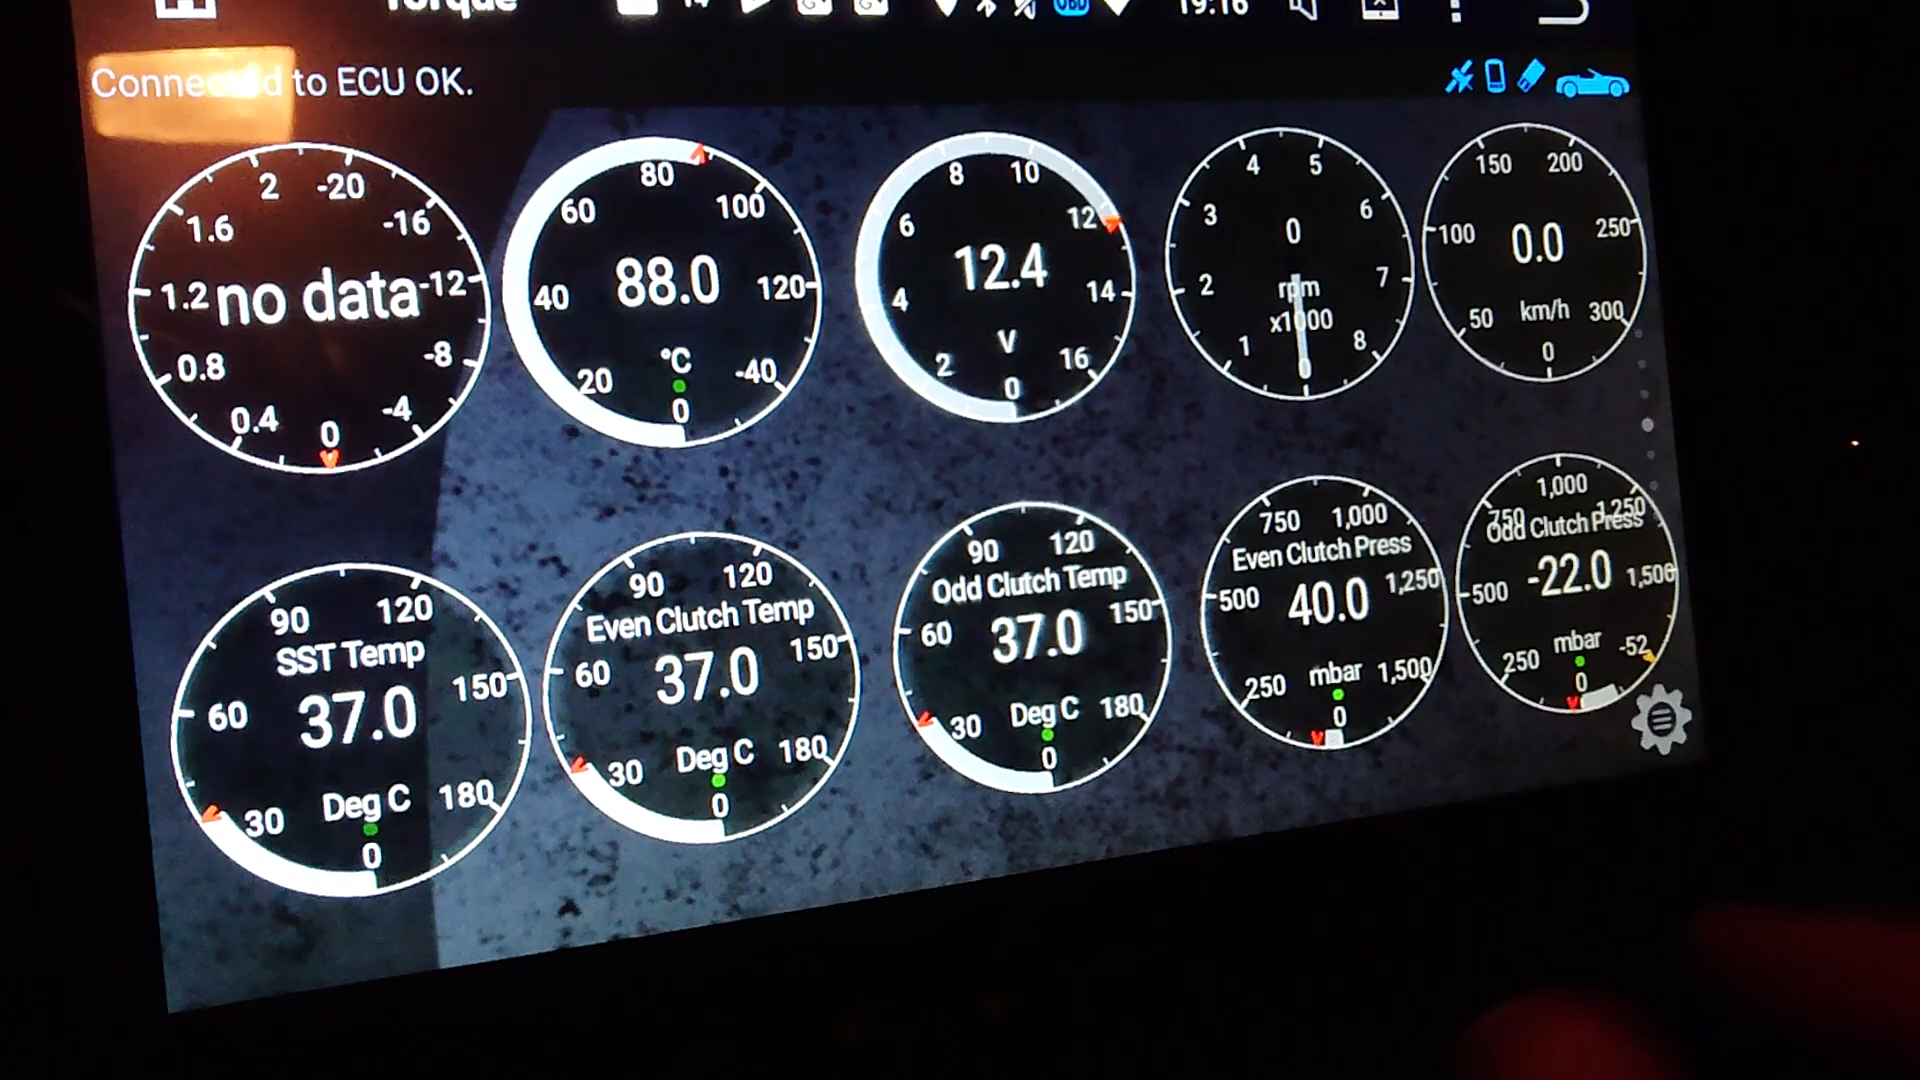 Torque 14 OBD 19:16
Connected to ECU OK.
2 -20
1.6 -16
1.2 no data -12
0.8 -8
0.4 -4
0
80
60 100
40 88.0 120
°C
20 -40
0
8 10
6 12
12.4
4 14
V
2 16
0
4 5
3 6
0
2 rpm 7
x1000
1 8
0
150 200
100 0.0 250
50 km/h 300
0
90 120
SST Temp
60 37.0 150
30 Deg C 180
0
90 120
Even Clutch Temp
60 37.0 150
30 Deg C 180
0
90 120
Odd Clutch Temp
60 37.0 150
30 Deg C 180
0
750 1,000
Even Clutch Press
500 40.0 1,250
250 mbar 1,500
0
1,000
750 1,250
Odd Clutch Press
500 -22.0 1,500
250 mbar -52
0